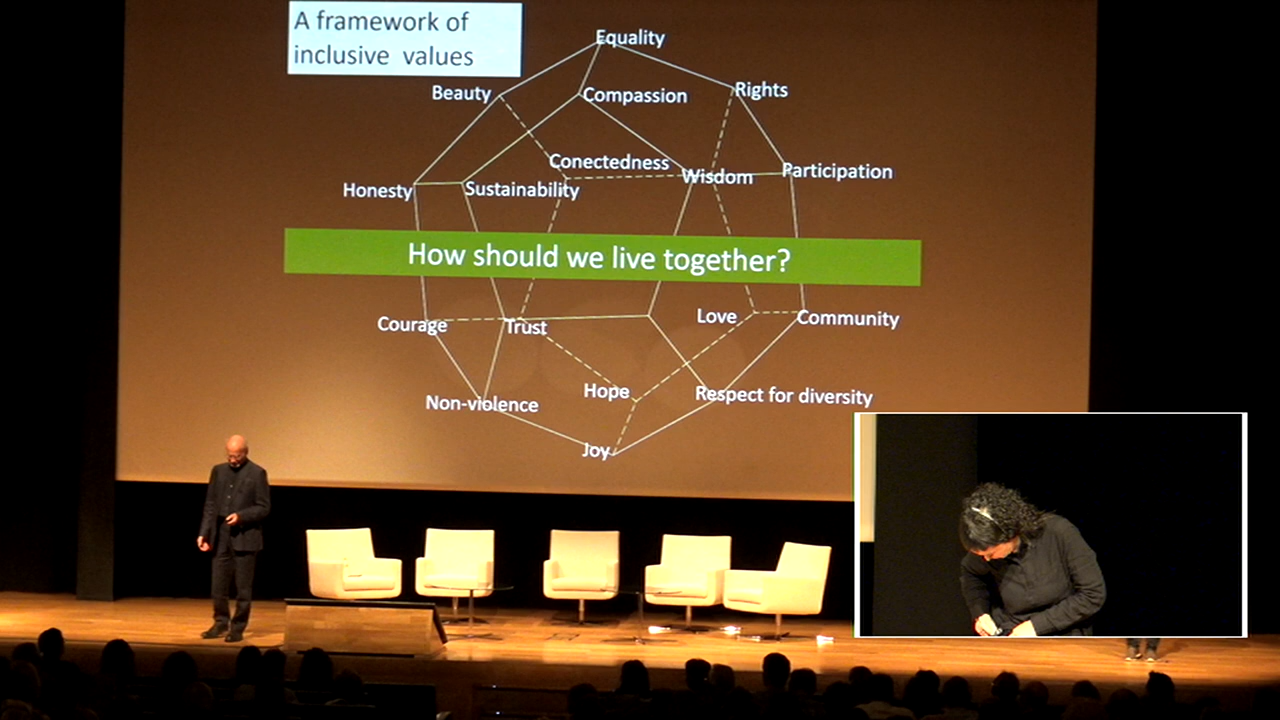 A framework of
inclusive values
Equality
Beauty
Compassion
Rights
Conectedness
Wisdom
Participation
Honesty
Sustainability
How should we live together?
Courage
Trust
Love
Community
Hope
Respect for diversity
Non-violence
Joy